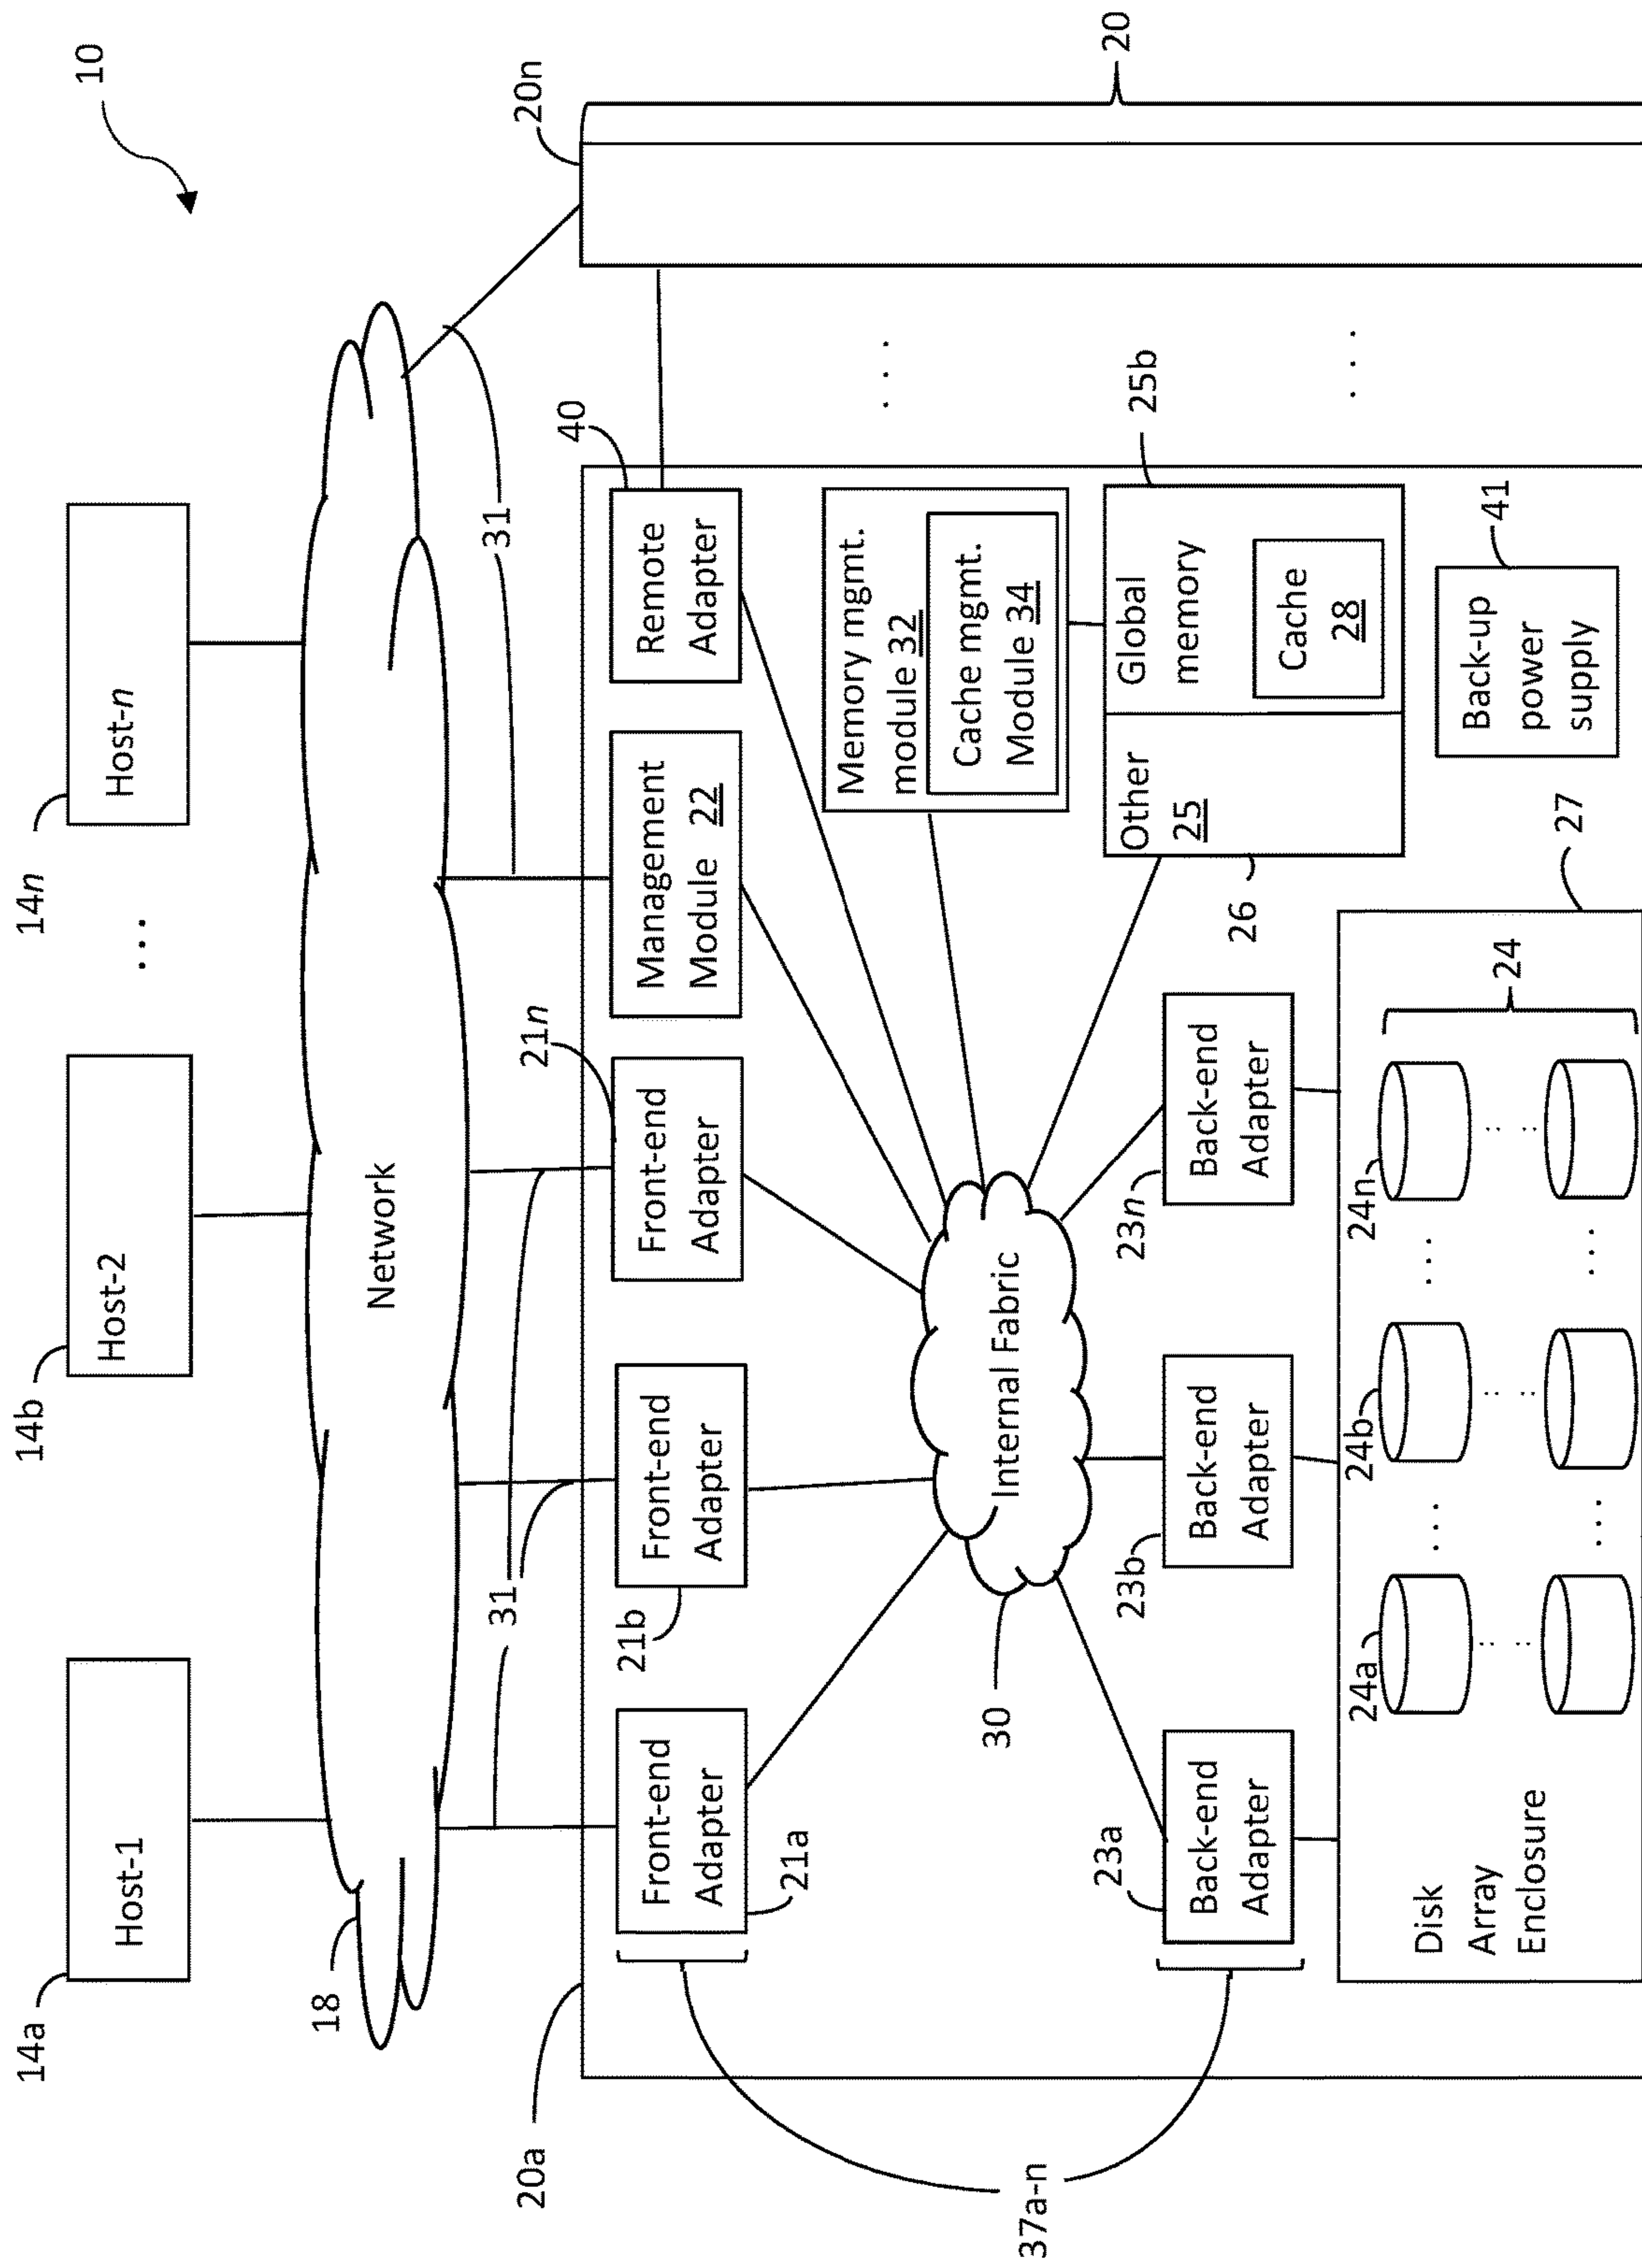 10
14a
14b
14n
Host-1
Host-2
...
Host-n
18
Network
20n
20
31
31
20a
21n
40
Front-end
Adapter
Front-end
Adapter
Front-end
Adapter
Management
Module 22
Remote
Adapter
21a
21b
Memory mgmt.
module 32
Cache mgmt.
Module 34
...
37a-n
30
Internal Fabric
25b
Other
25
Global
memory
Cache
28
26
23a
Back-end
Adapter
23b
Back-end
Adapter
23n
Back-end
Adapter
41
Back-up
power
supply
...
27
Disk
Array
Enclosure
24a
...
24b
...
24n
24
...
...